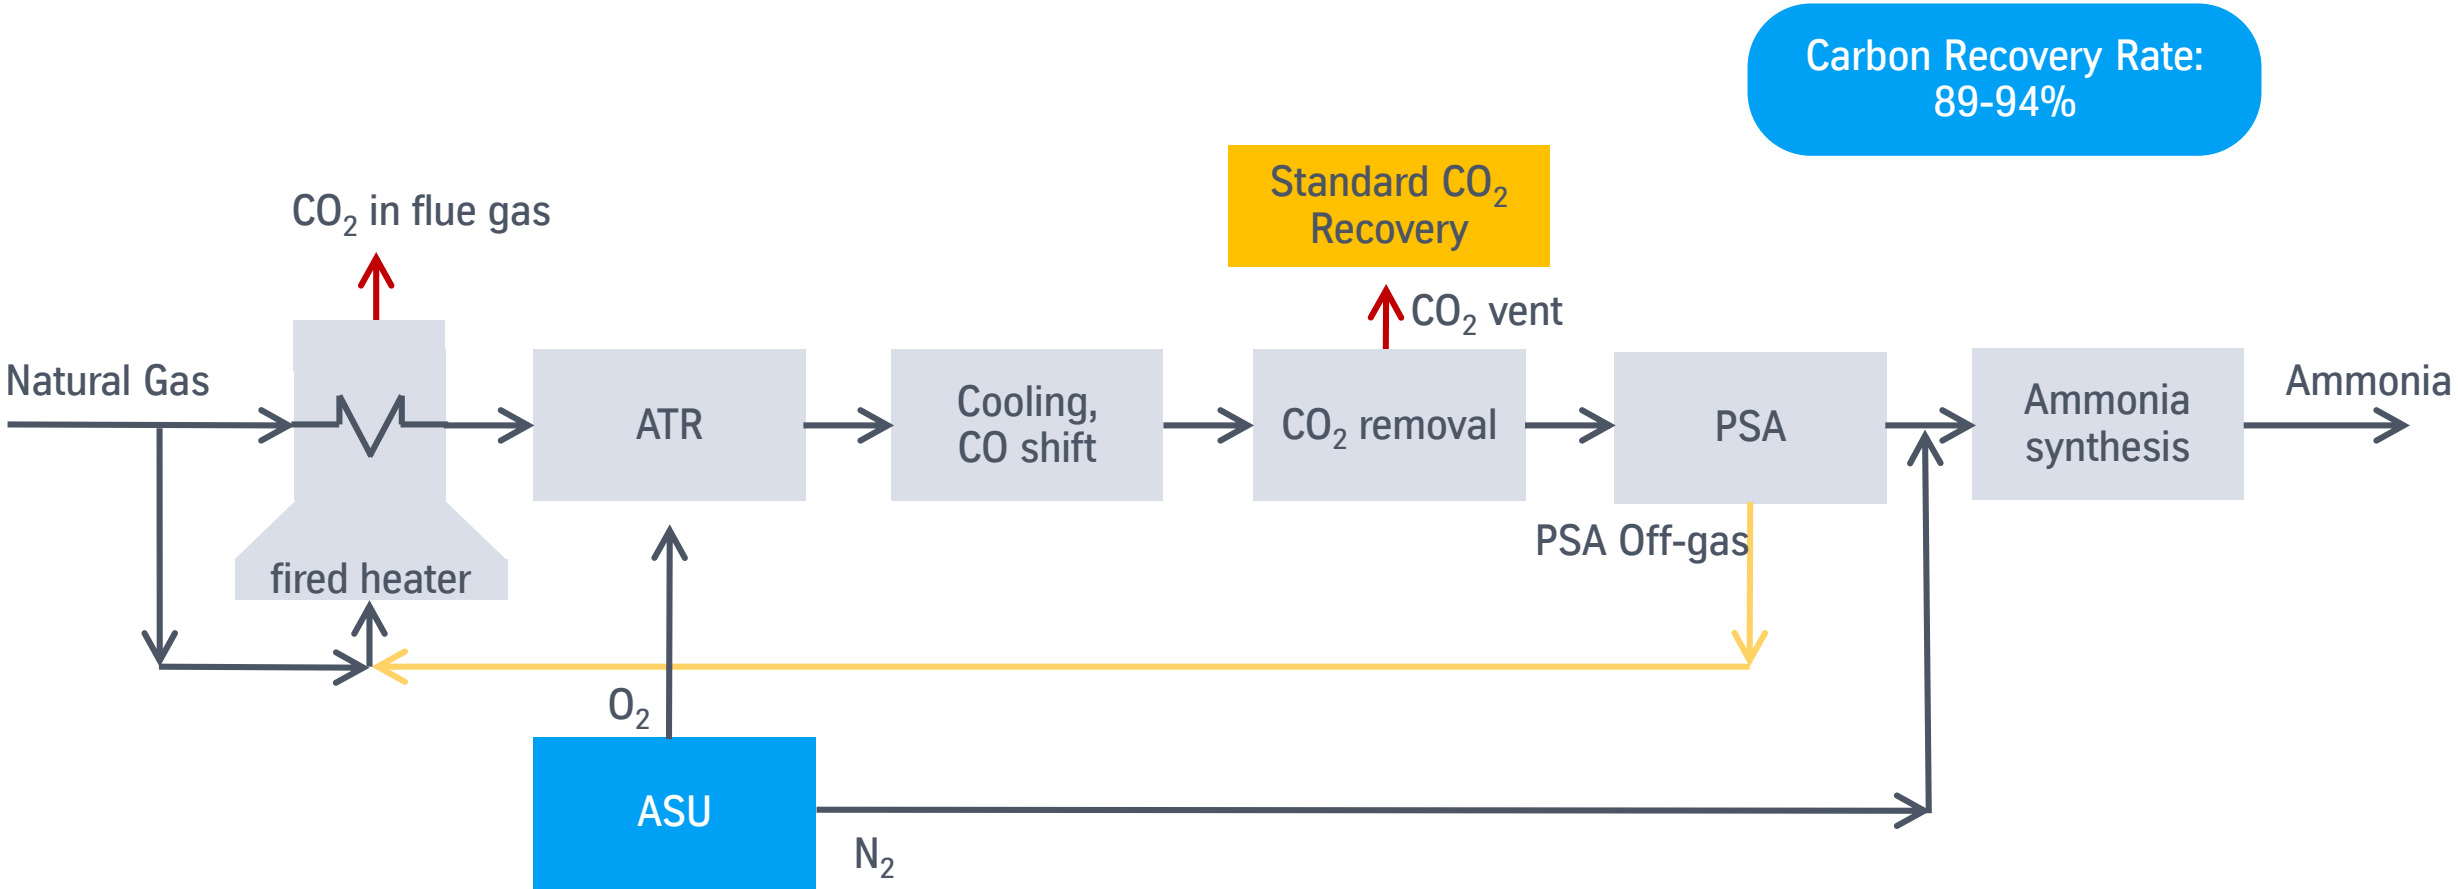 Carbon Recovery Rate:
89-94%
Standard CO₂
Recovery
CO₂ in flue gas
CO₂ vent
Natural Gas
ATR
Cooling,
CO shift
CO₂ removal
PSA
Ammonia
synthesis
Ammonia
PSA Off-gas
fired heater
O₂
ASU
N₂